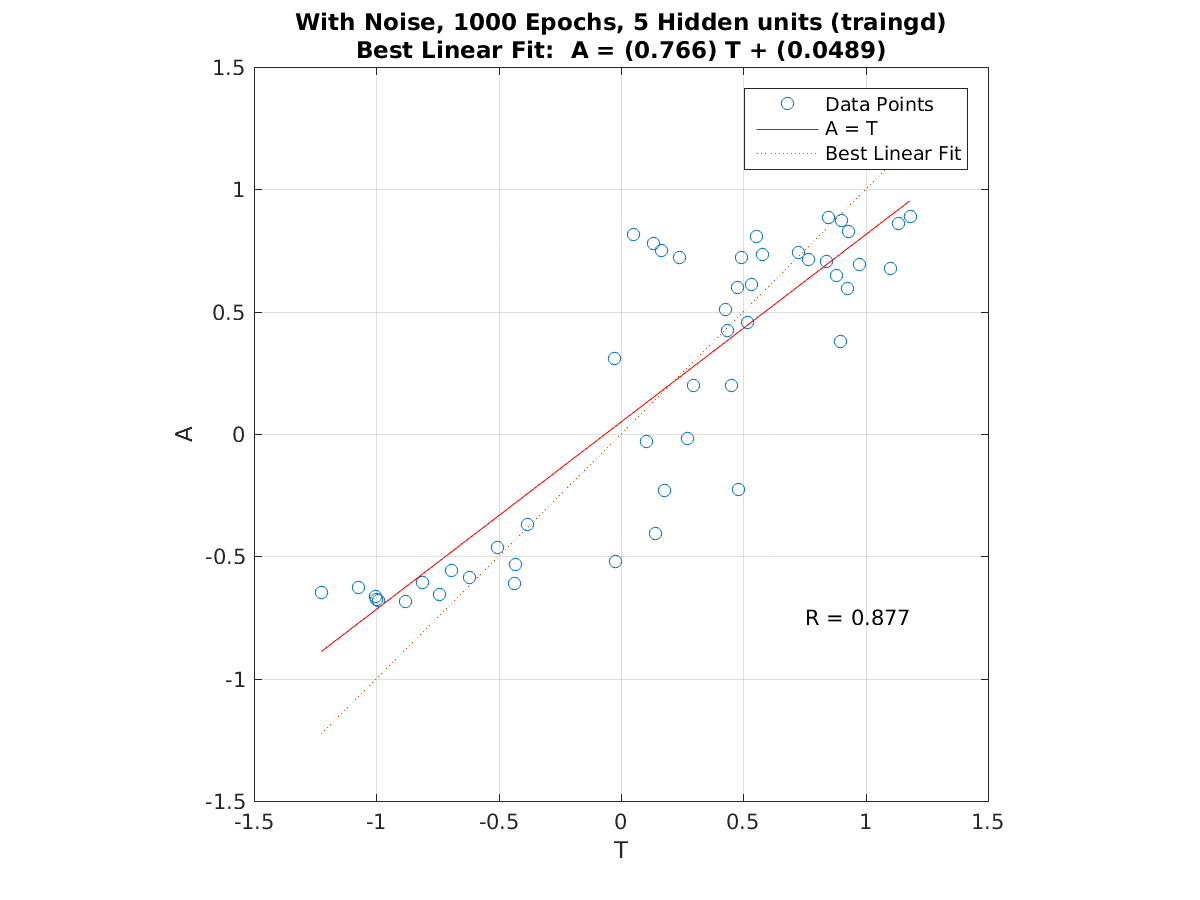 With Noise, 1000 Epochs, 5 Hidden units (traingd)
Best Linear Fit:  A = (0.766) T + (0.0489)
1.5
Data Points
A = T
Best Linear Fit
1
0.5
0
A
-0.5
R = 0.877
-1
-1.5
-1.5 -1 -0.5 0 0.5 1 1.5
T